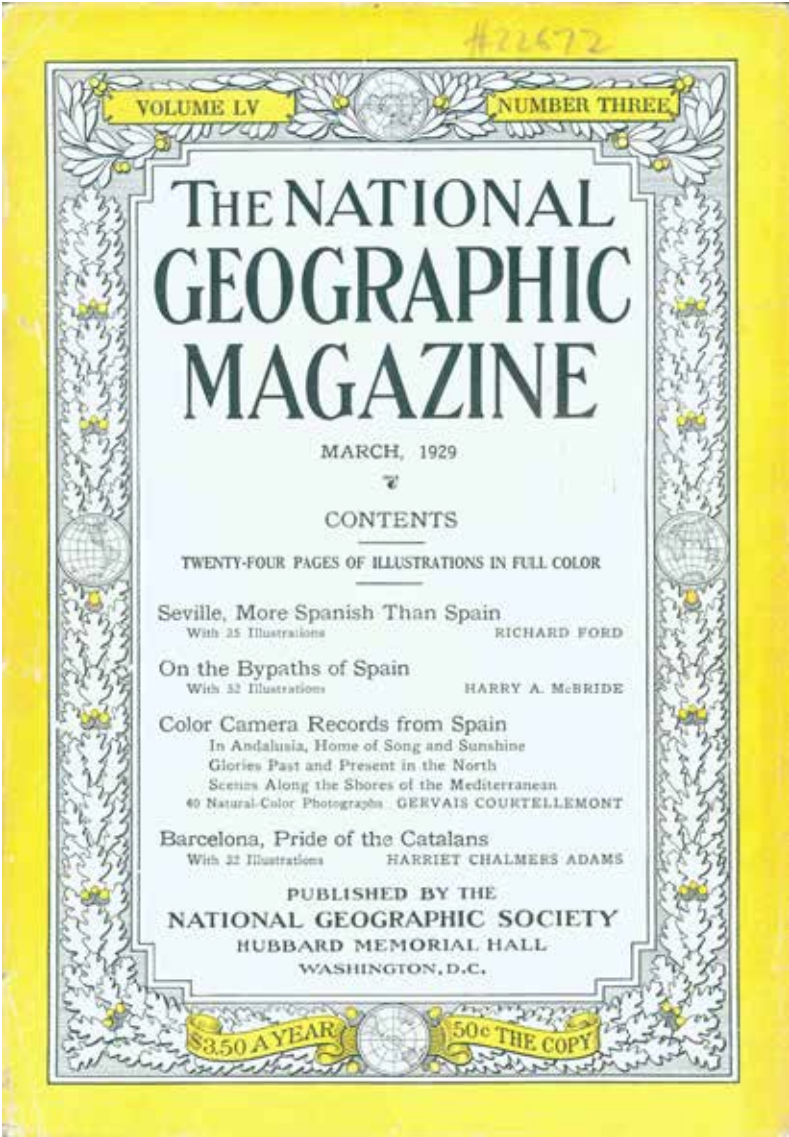 #22672
VOLUME LV
NUMBER THREE
THE NATIONAL
GEOGRAPHIC
MAGAZINE
MARCH, 1929
CONTENTS
TWENTY-FOUR PAGES OF ILLUSTRATIONS IN FULL COLOR
Seville, More Spanish Than Spain
With 35 Illustrations RICHARD FORD
On the Bypaths of Spain
With 32 Illustrations HARRY A. McBRIDE
Color Camera Records from Spain
In Andalusia, Home of Song and Sunshine
Glories Past and Present in the North
Scenes Along the Shores of the Mediterranean
40 Natural-Color Photographs GERVAIS COURTELLEMONT
Barcelona, Pride of the Catalans
With 32 Illustrations HARRIET CHALMERS ADAMS
PUBLISHED BY THE
NATIONAL GEOGRAPHIC SOCIETY
HUBBARD MEMORIAL HALL
WASHINGTON, D.C.
$3.50 A YEAR
50c THE COPY